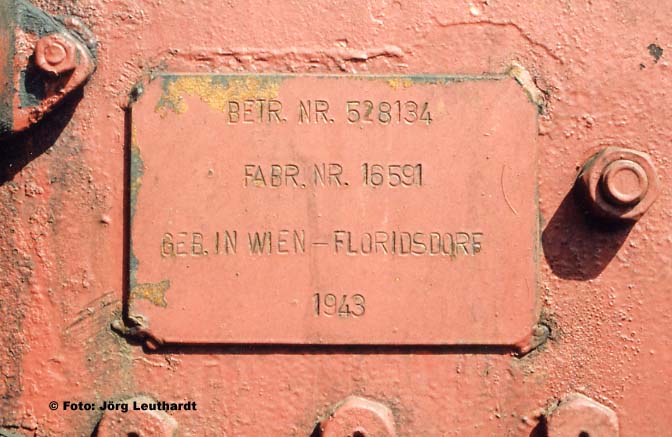 BETR. NR. 528134
FABR. NR. 16591
GEB. IN WIEN – FLORIDSDORF
1943
© Foto: Jörg Leuthardt